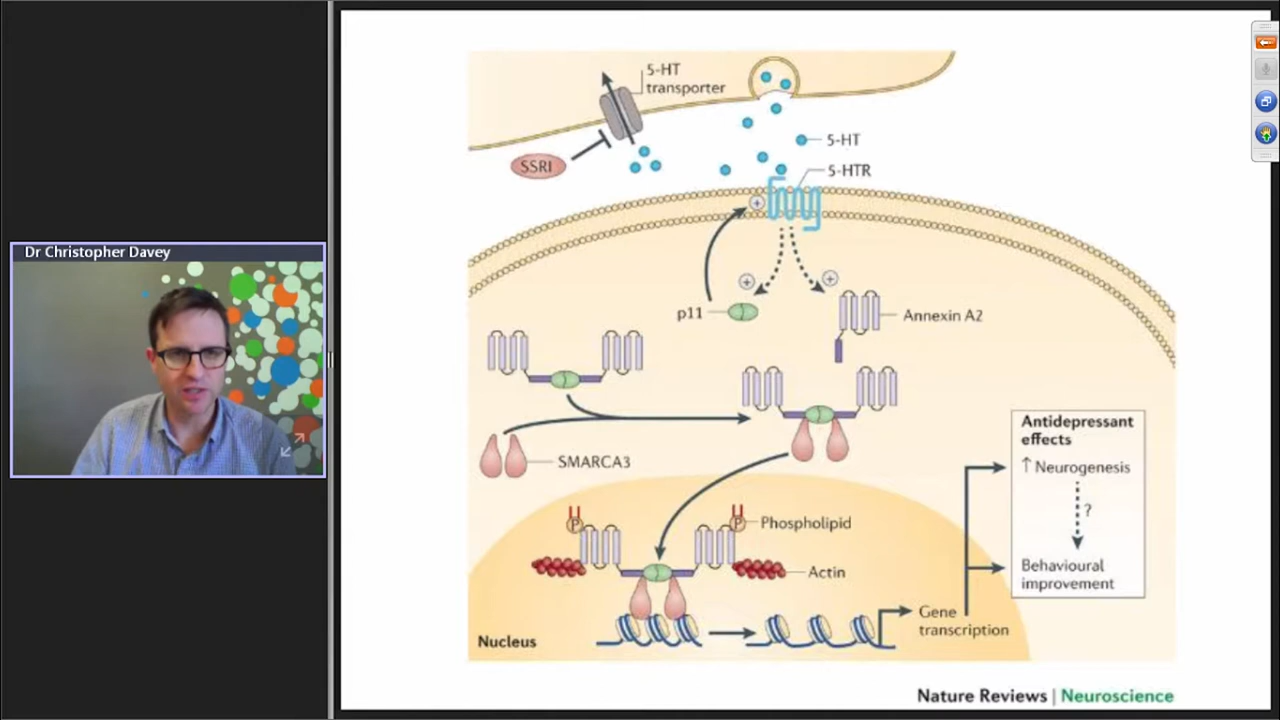 Dr Christopher Davey
5-HT
transporter
SSRI
5-HT
5-HTR
p11
Annexin A2
SMARCA3
Antidepressant
effects
↑ Neurogenesis
?
Behavioural
improvement
P
P
Phospholipid
Actin
Gene
transcription
Nucleus
Nature Reviews | Neuroscience